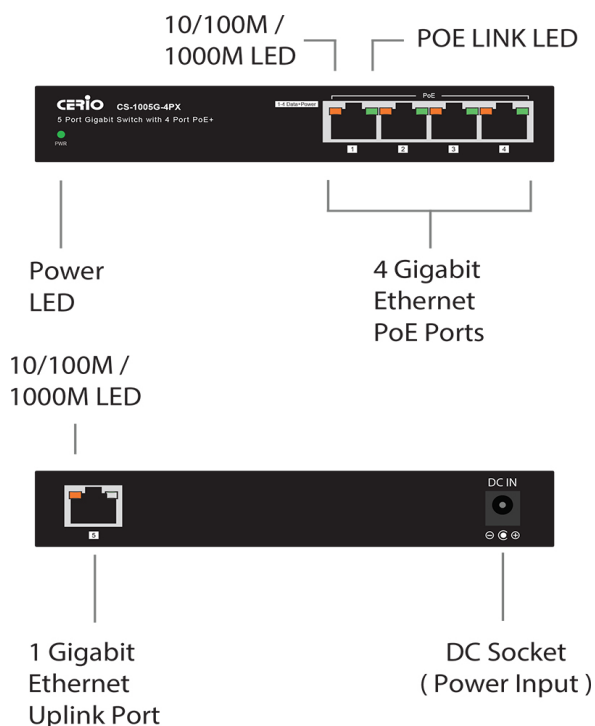 10/100M /
1000M LED
POE LINK LED
CERIO CS-1005G-4PX
5 Port Gigabit Switch with 4 Port PoE+
PWR
1-4 Data+Power
PoE
1 2 3 4
Power
LED
4 Gigabit
Ethernet
PoE Ports
10/100M /
1000M LED
5
DC IN
1 Gigabit
Ethernet
Uplink Port
DC Socket
( Power Input )